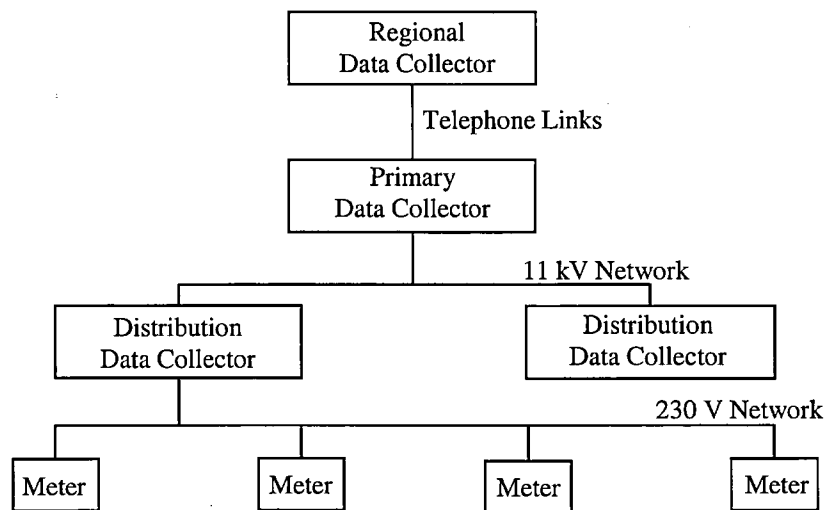 Regional
Data Collector
Telephone Links
Primary
Data Collector
11 kV Network
Distribution
Data Collector
Distribution
Data Collector
230 V Network
Meter
Meter
Meter
Meter